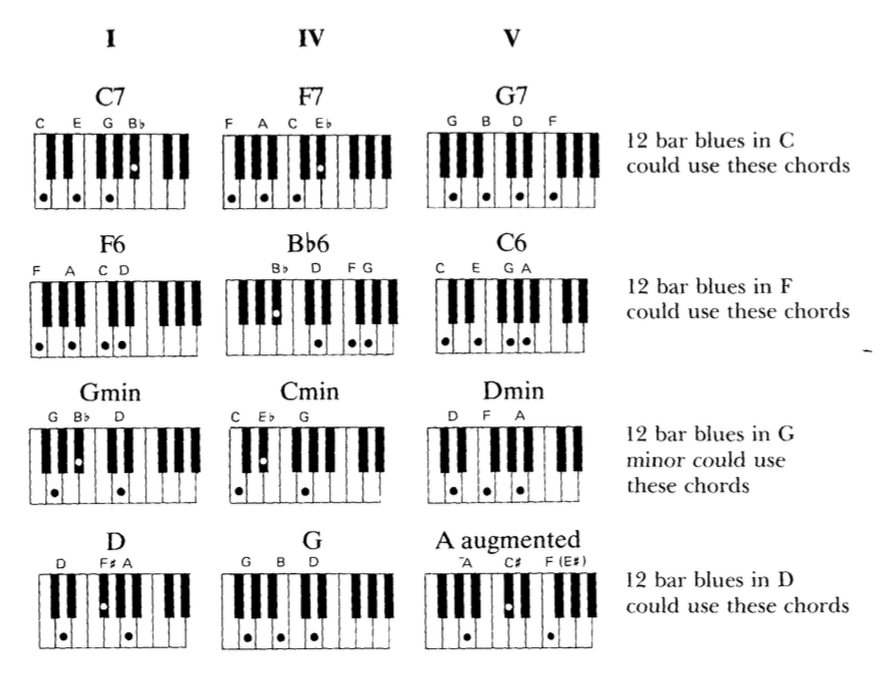 I IV V
C7 F7 G7
C E G B♭ F A C E♭ G B D F
12 bar blues in C
could use these chords
F6 B♭6 C6
F A C D B♭ D F G C E G A
12 bar blues in F
could use these chords
Gmin Cmin Dmin
G B♭ D C E♭ G D F A
12 bar blues in G
minor could use
these chords
D G A augmented
D F♯ A G B D A C♯ F (E♯)
12 bar blues in D
could use these chords